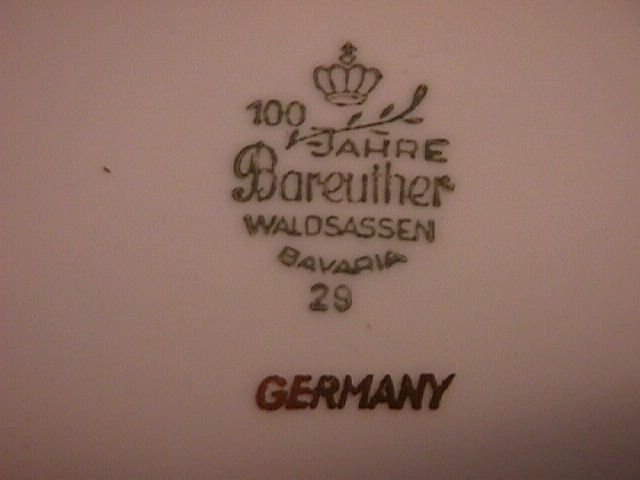 100
JAHRE
Bareuther
WALDSASSEN
BAVARIA
29
GERMANY